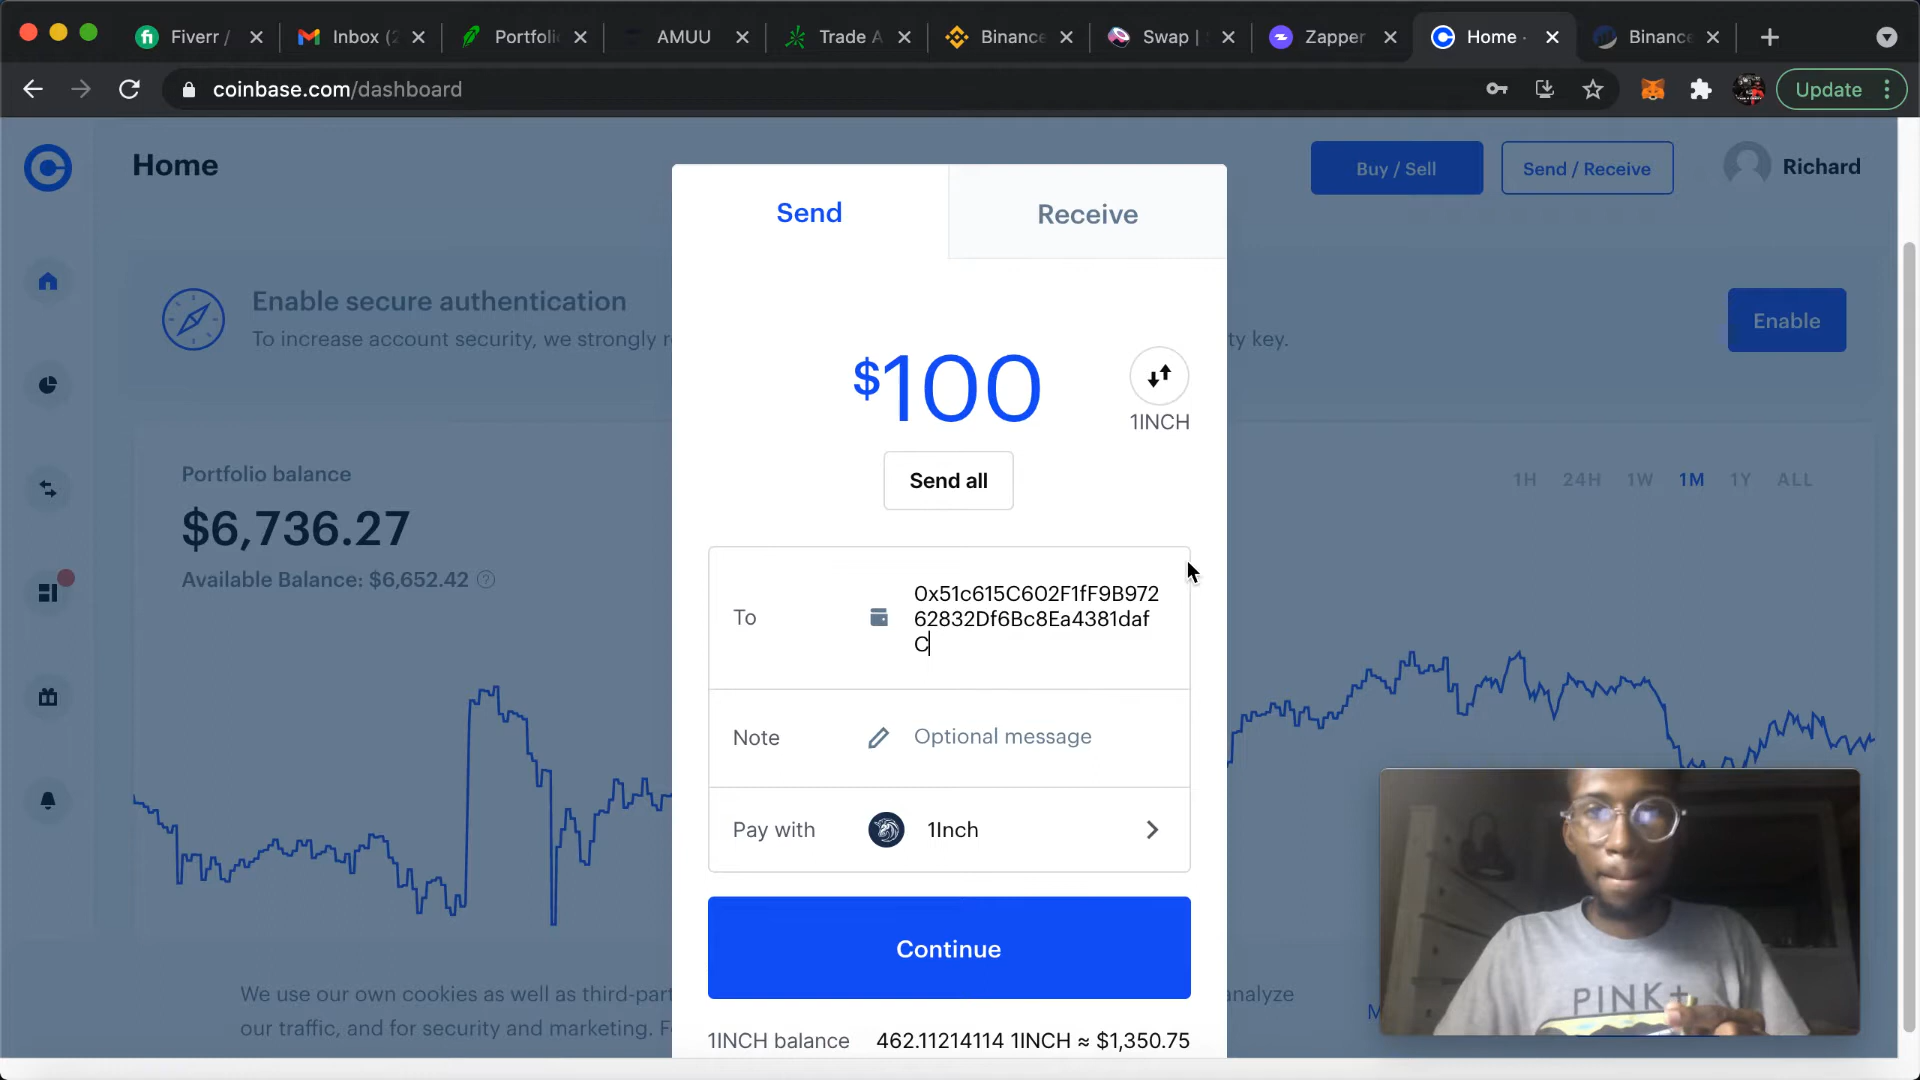 Fiverr /
Inbox (2
Portfoli
AMUU
Trade A
Binance
Swap |
Zapper
Home ·
Binance
coinbase.com/dashboard
Update
Home
Buy / Sell
Send / Receive
Richard
Send
Receive
Enable secure authentication
To increase account security, we strongly r
ty key.
Enable
$100
1INCH
Send all
Portfolio balance
$6,736.27
Available Balance: $6,652.42
1H 24H 1W 1M 1Y ALL
To
0x51c615C602F1fF9B972
62832Df6Bc8Ea4381daf
C
Note
Optional message
Pay with
1Inch
Continue
We use our own cookies as well as third-part
nalyze
our traffic, and for security and marketing. F
M
1INCH balance
462.11214114 1INCH ≈ $1,350.75
PINK+